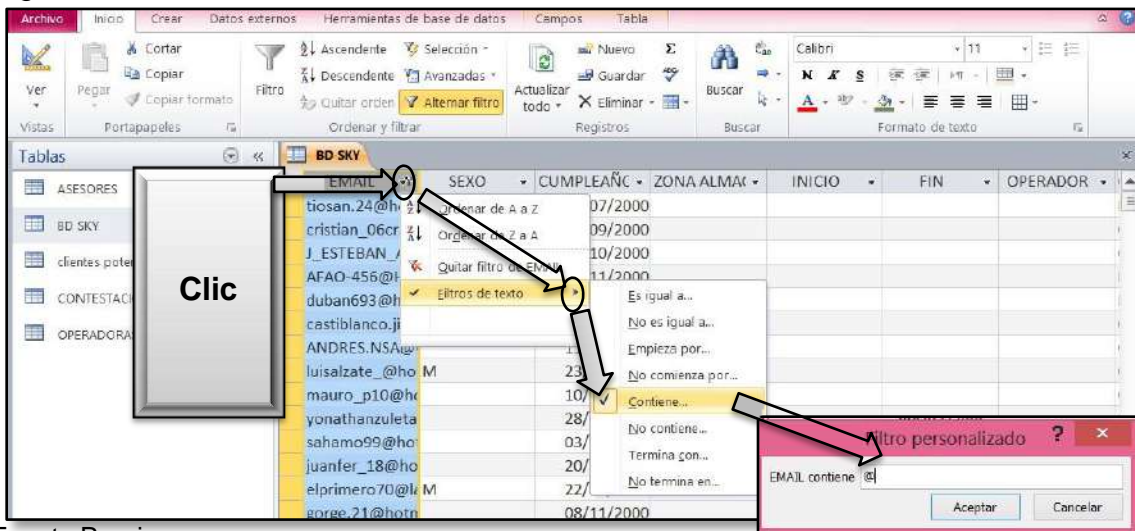 Archivo Inicio Crear Datos externos Herramientas de base de datos Campos Tabla
Ver
Vistas
Pegar
Cortar
Copiar
Copiar formato
Portapapeles
Filtro
Ascendente
Descendente
Quitar orden
Selección
Avanzadas
Alternar filtro
Ordenar y filtrar
Actualizar todo
Nuevo
Guardar
Eliminar
Registros
Buscar
Buscar
Calibri 11
N K S
Formato de texto
Tablas
ASESORES
BD SKY
clientes poten
CONTESTACI
OPERADORA
Clic
BD SKY
EMAIL SEXO CUMPLEAÑC ZONA ALMA( INICIO FIN OPERADOR
tiosan.24@h 07/2000
cristian_06cr 09/2000
J_ESTEBAN_A 10/2000
AFAO-456@H 11/2000
duban693@h
castiblanco.ji
ANDRES.NSA@
luisalzate_@ho M 23
mauro_p10@h 10/
yonathanzuleta 28/
sahamo99@ho 03/
juanfer_18@ho 20/
elprimero70@la M 22/
gorge.21@hotn 08/11/2000
Ordenar de A a Z
Ordenar de Z a A
Quitar filtro de EMAIL
Filtros de texto
Es igual a...
No es igual a...
Empieza por...
No comienza por...
Contiene...
No contiene...
Termina con...
No termina en...
Filtro personalizado ? ×
EMAIL contiene @
Aceptar Cancelar